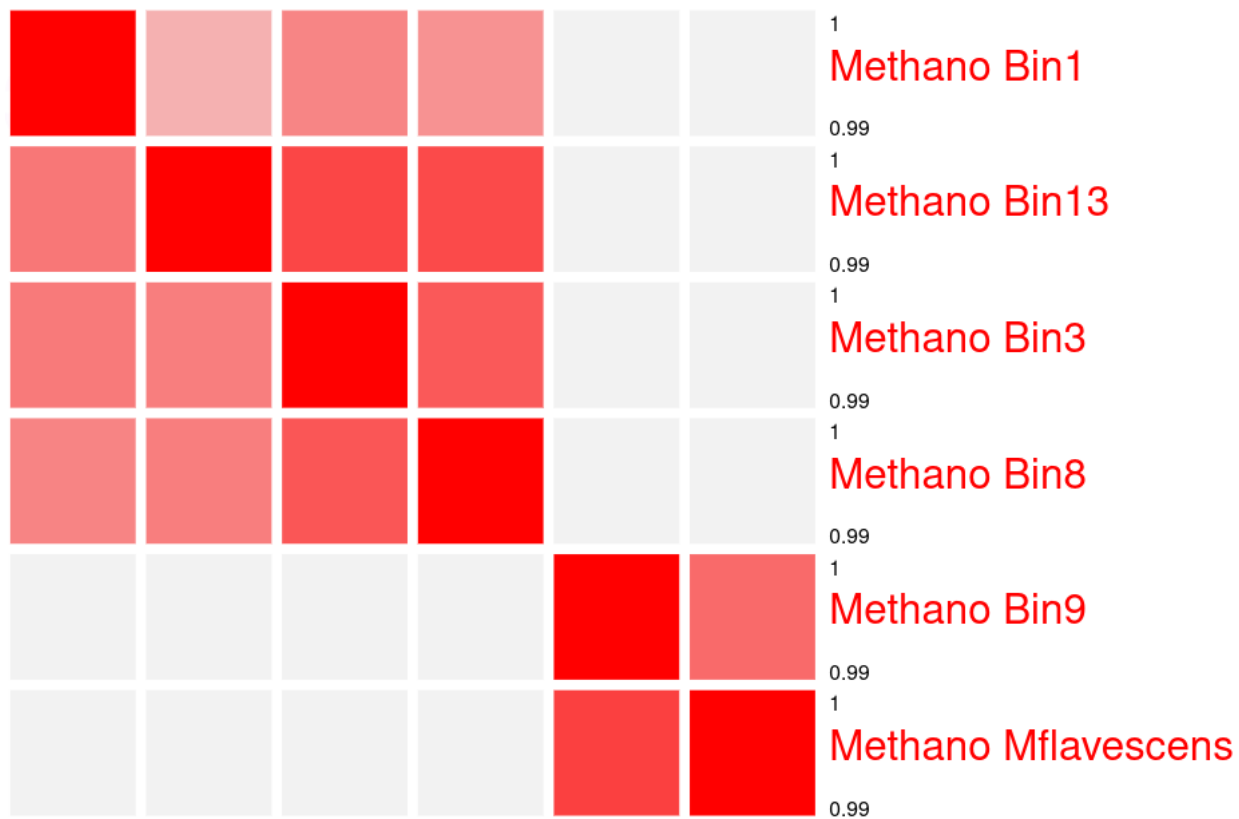 1
Methano Bin1
0.99
1
Methano Bin13
0.99
1
Methano Bin3
0.99
1
Methano Bin8
0.99
1
Methano Bin9
0.99
1
Methano Mflavescens
0.99